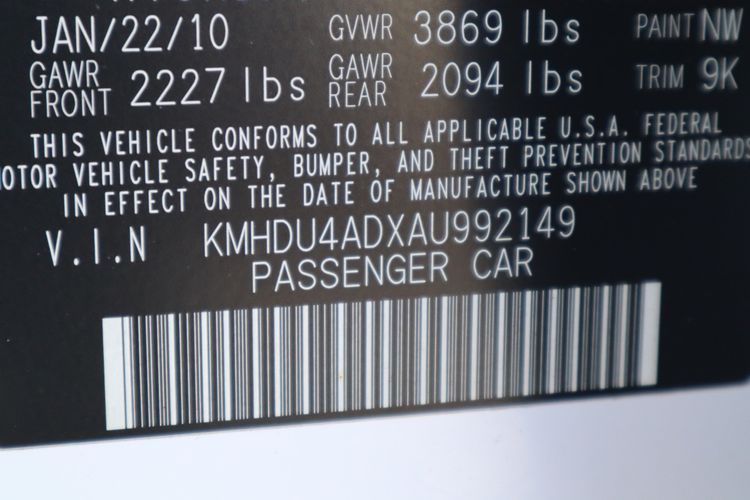 JAN/22/10 GVWR 3869 lbs PAINT NW
GAWR FRONT 2227 lbs GAWR REAR 2094 lbs TRIM 9K
THIS VEHICLE CONFORMS TO ALL APPLICABLE U.S.A. FEDERAL
MOTOR VEHICLE SAFETY, BUMPER, AND THEFT PREVENTION STANDARDS
IN EFFECT ON THE DATE OF MANUFACTURE SHOWN ABOVE
V.I.N KMHDU4ADXAU992149
PASSENGER CAR